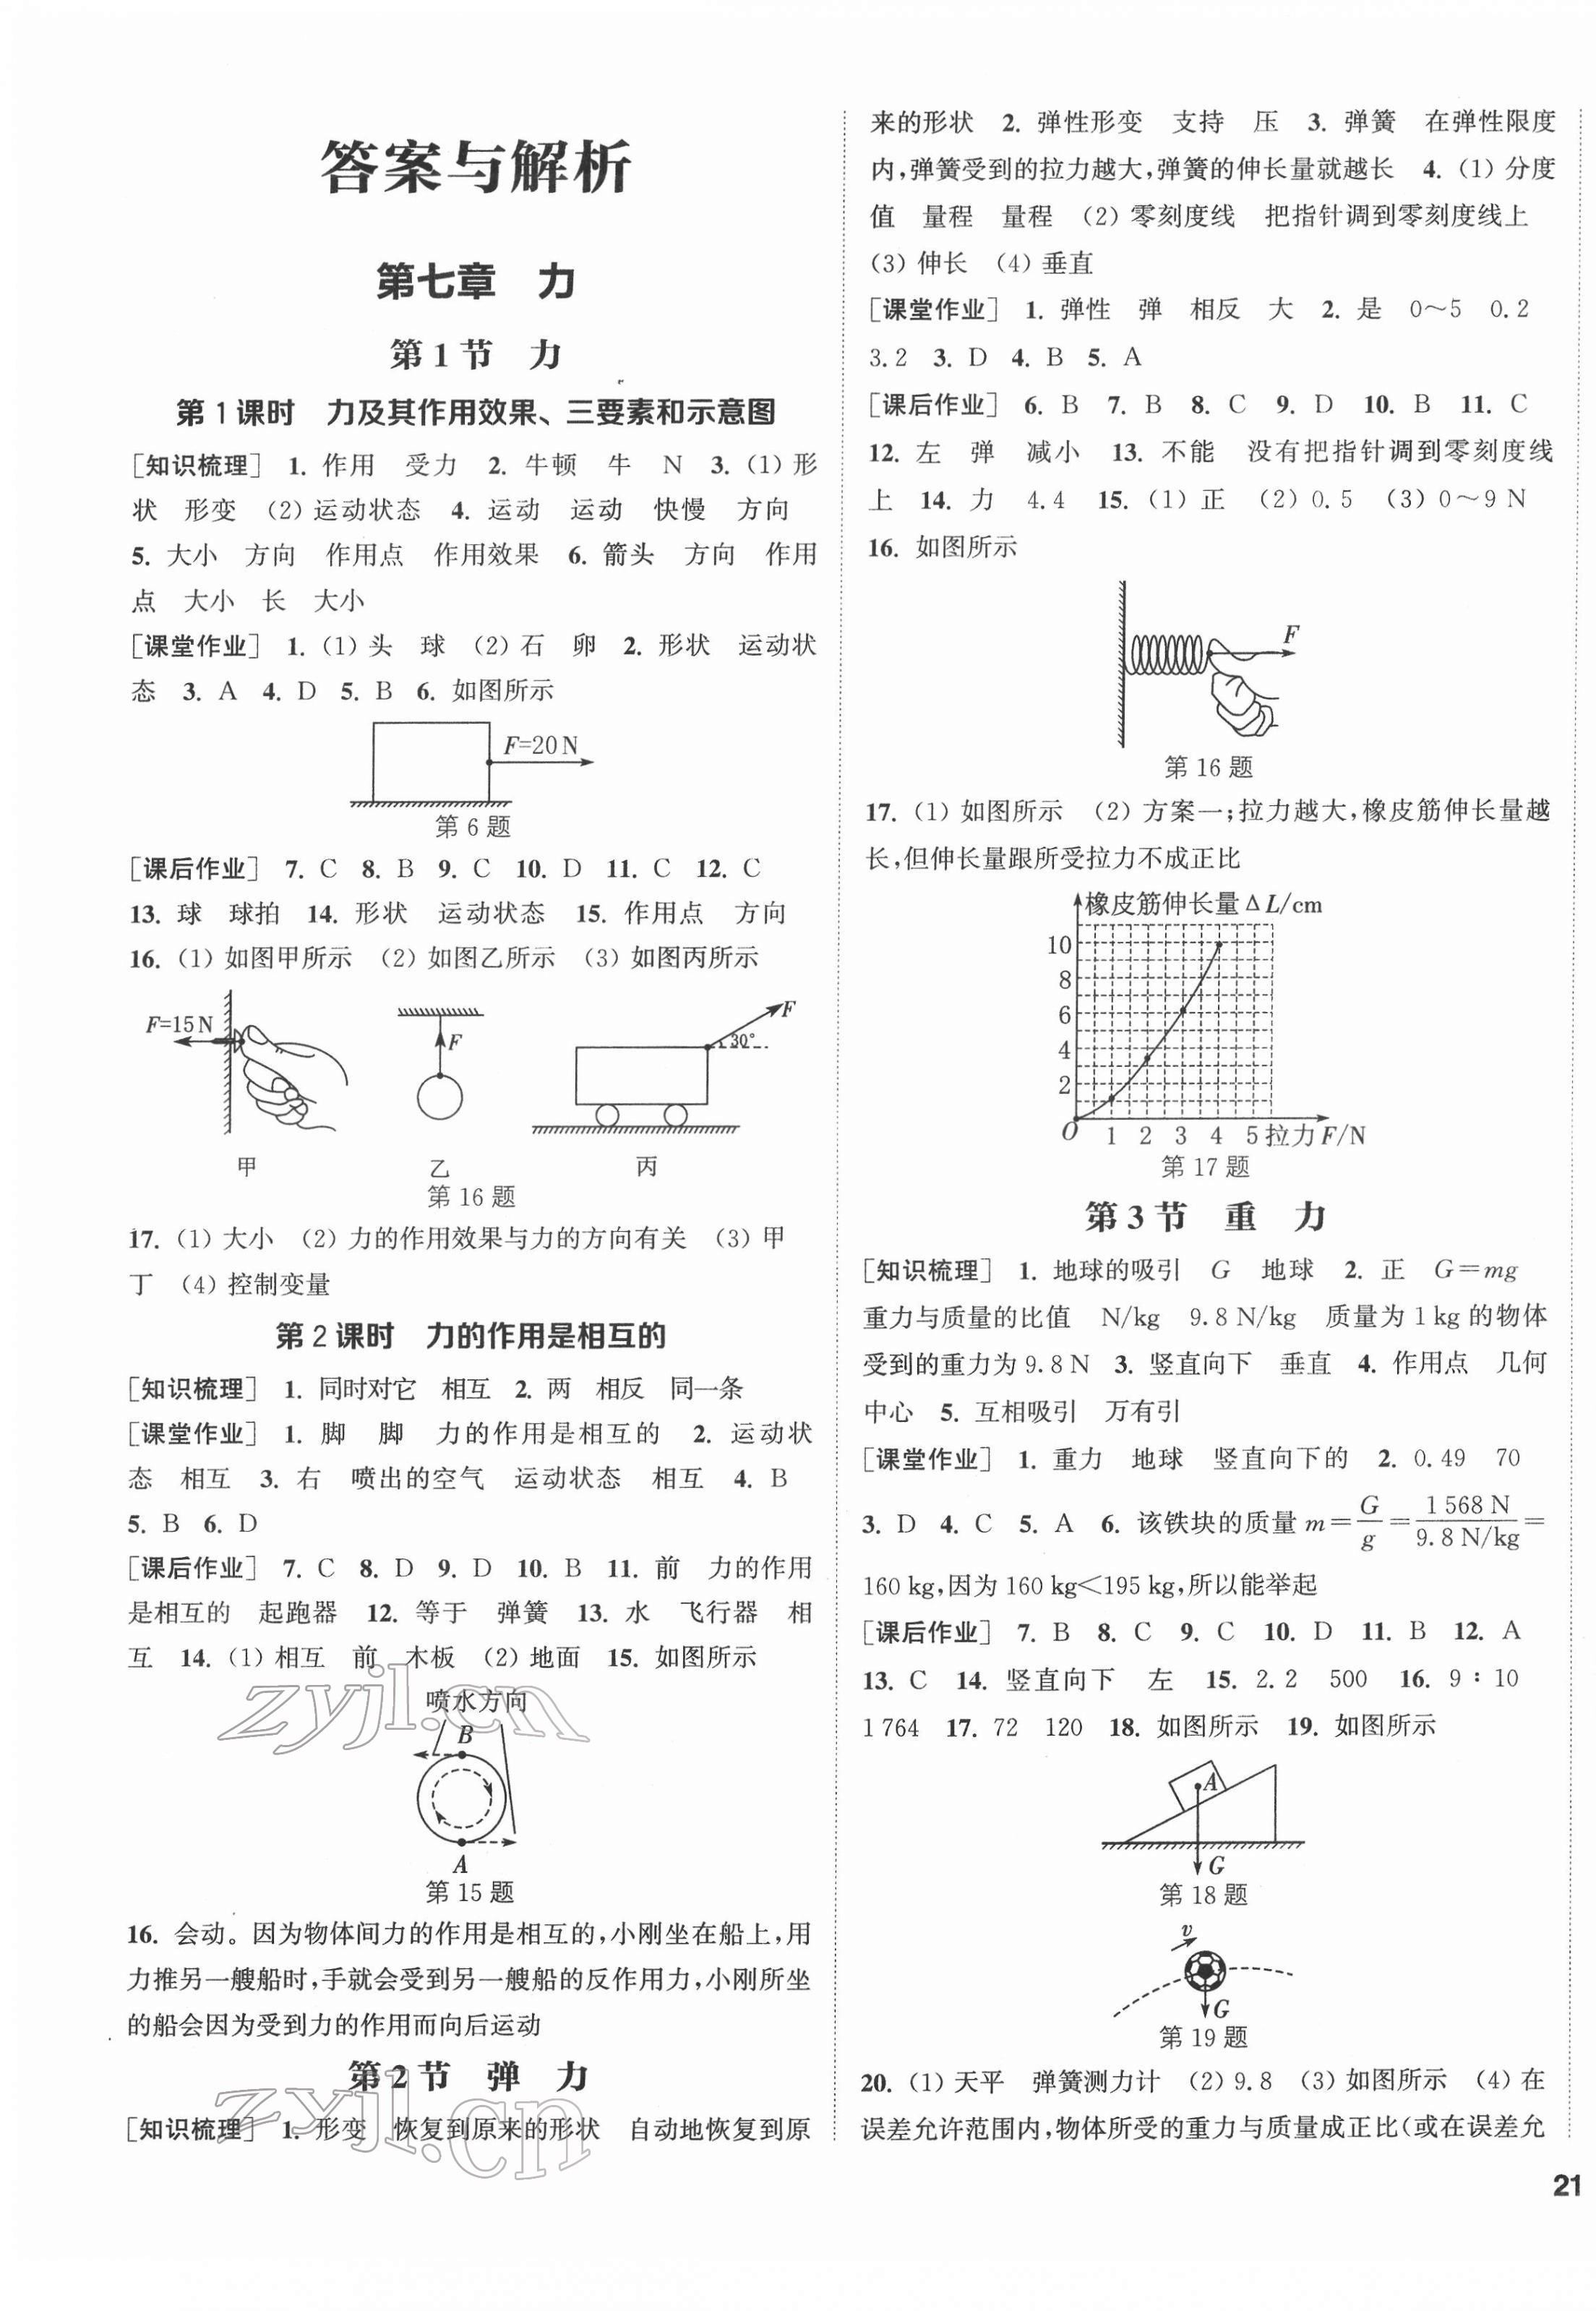 答案与解析
第七章 力
第1节 力
第1课时 力及其作用效果、三要素和示意图
[知识梳理] 1. 作用 受力 2. 牛顿 牛 N 3. (1)形
状 形变 (2)运动状态 4. 运动 运动 快慢 方向
5. 大小 方向 作用点 作用效果 6. 箭头 方向 作用
点 大小 长 大小
[课堂作业] 1. (1)头 球 (2)石 卵 2. 形状 运动状
态 3. A 4. D 5. B 6. 如图所示
F=20 N
第6题
[课后作业] 7. C 8. B 9. C 10. D 11. C 12. C
13. 球 球拍 14. 形状 运动状态 15. 作用点 方向
16. (1)如图甲所示 (2)如图乙所示 (3)如图丙所示
F=15 N
F
F
30°
甲 乙 丙
第16题
17. (1)大小 (2)力的作用效果与力的方向有关 (3)甲
丁 (4)控制变量
第2课时 力的作用是相互的
[知识梳理] 1. 同时对它 相互 2. 两 相反 同一条
[课堂作业] 1. 脚 脚 力的作用是相互的 2. 运动状
态 相互 3. 右 喷出的空气 运动状态 相互 4. B
5. B 6. D
[课后作业] 7. C 8. D 9. D 10. B 11. 前 力的作用
是相互的 起跑器 12. 等于 弹簧 13. 水 飞行器 相
互 14. (1)相互 前 木板 (2)地面 15. 如图所示
zyjl.cn
喷水方向
B
A
第15题
16. 会动。因为物体间力的作用是相互的,小刚坐在船上,用
力推另一艘船时,手就会受到另一艘船的反作用力,小刚所坐
的船会因为受到力的作用而向后运动
第2节 弹 力
zyjl.cn
[知识梳理] 1. 形变 恢复到原来的形状 自动地恢复到原
来的形状 2. 弹性形变 支持 压 3. 弹簧 在弹性限度
内,弹簧受到的拉力越大,弹簧的伸长量就越长 4. (1)分度
值 量程 量程 (2)零刻度线 把指针调到零刻度线上
(3)伸长 (4)垂直
[课堂作业] 1. 弹性 弹 相反 大 2. 是 0～5 0.2
3.2 3. D 4. B 5. A
[课后作业] 6. B 7. B 8. C 9. D 10. B 11. C
12. 左 弹 减小 13. 不能 没有把指针调到零刻度线
上 14. 力 4.4 15. (1)正 (2)0.5 (3)0～9 N
16. 如图所示
F
第16题
17. (1)如图所示 (2)方案一;拉力越大,橡皮筋伸长量越
长,但伸长量跟所受拉力不成正比
橡皮筋伸长量ΔL/cm
10
8
6
4
2
O 1 2 3 4 5 拉力F/N
第17题
第3节 重 力
[知识梳理] 1. 地球的吸引 G 地球 2. 正 G=mg
重力与质量的比值 N/kg 9.8 N/kg 质量为1 kg的物体
受到的重力为9.8 N 3. 竖直向下 垂直 4. 作用点 几何
中心 5. 互相吸引 万有引
[课堂作业] 1. 重力 地球 竖直向下的 2. 0.49 70
3. D 4. C 5. A 6. 该铁块的质量 m=G/g=1 568 N/9.8 N/kg=
160 kg,因为160 kg<195 kg,所以能举起
[课后作业] 7. B 8. C 9. C 10. D 11. B 12. A
13. C 14. 竖直向下 左 15. 2.2 500 16. 9∶10
1 764 17. 72 120 18. 如图所示 19. 如图所示
A
G
第18题
v
G
第19题
20. (1)天平 弹簧测力计 (2)9.8 (3)如图所示 (4)在
误差允许范围内,物体所受的重力与质量成正比(或在误差允
21